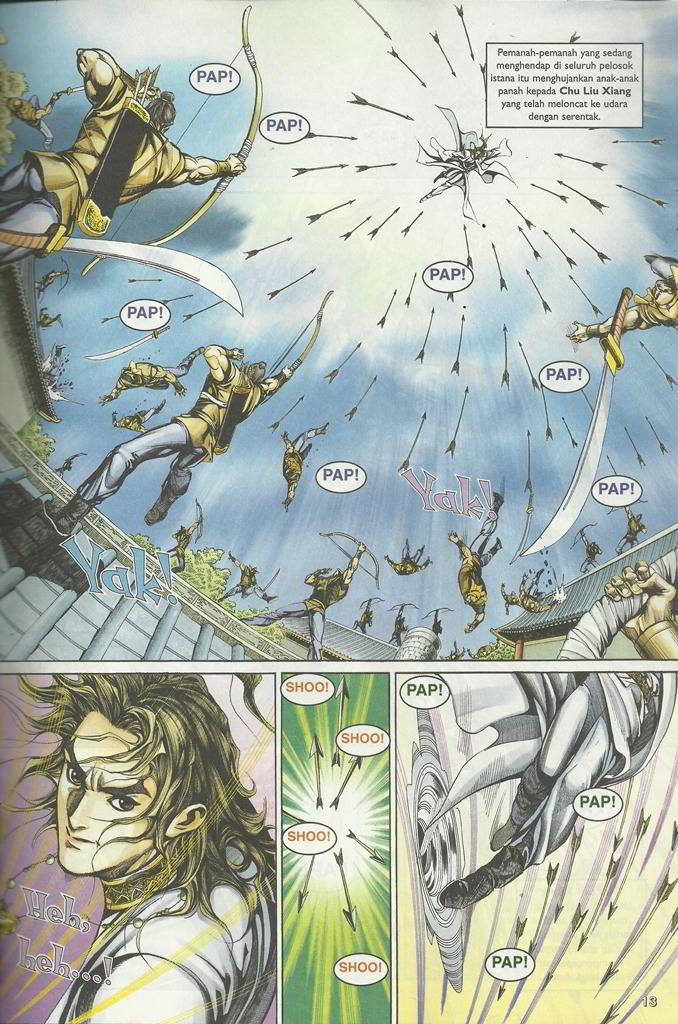 Pemanah-pemanah yang sedang
menghendap di seluruh pelosok
istana itu menghujankan anak-anak
panah kepada Chu Liu Xiang
yang telah meloncat ke udara
dengan serentak.
PAP!
PAP!
PAP!
PAP!
PAP!
PAP!
PAP!
Yak!
Yak!
Heh,
heh...!
SHOO!
SHOO!
SHOO!
SHOO!
PAP!
PAP!
PAP!
13